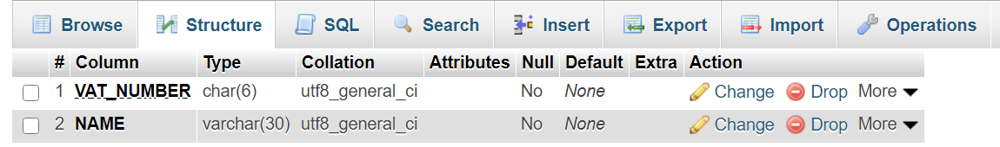 Browse Structure SQL Search Insert Export Import Operations
# Column Type Collation Attributes Null Default Extra Action
1 VAT_NUMBER char(6) utf8_general_ci No None Change Drop More
2 NAME varchar(30) utf8_general_ci No None Change Drop More